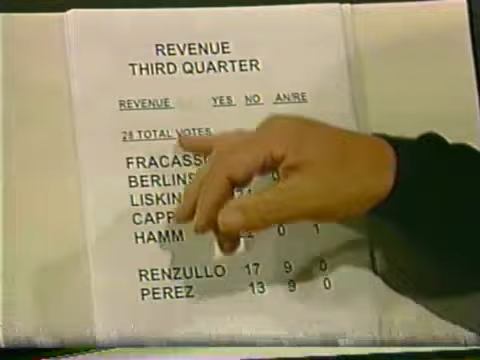 REVENUE
THIRD QUARTER
REVENUE YES NO AN/RE
28 TOTAL VOTES
FRACASS
BERLINS
LISKIN
CAPP
HAMM 0 1
RENZULLO 17 9 0
PEREZ 13 9 0